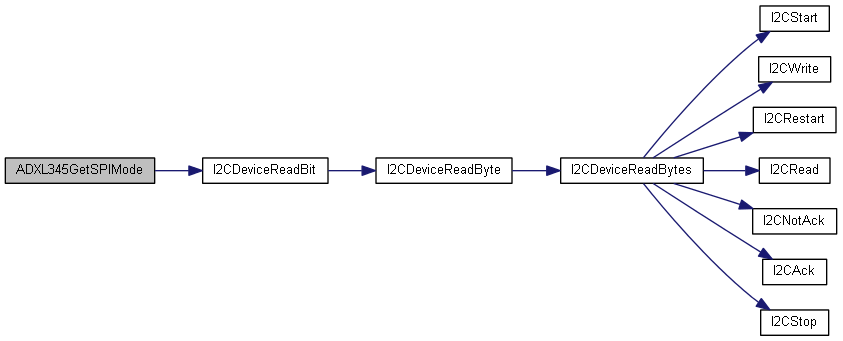 ADXL345GetSPIMode
I2CDeviceReadBit
I2CDeviceReadByte
I2CDeviceReadBytes
I2CStart
I2CWrite
I2CRestart
I2CRead
I2CNotAck
I2CAck
I2CStop